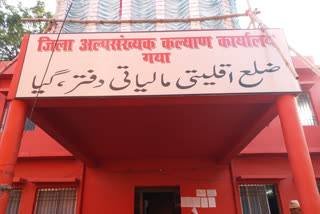 जिला अल्पसंख्यक कल्याण कार्यालय
गया
ضلع اقلیتی مالیاتی دفتر، گیا